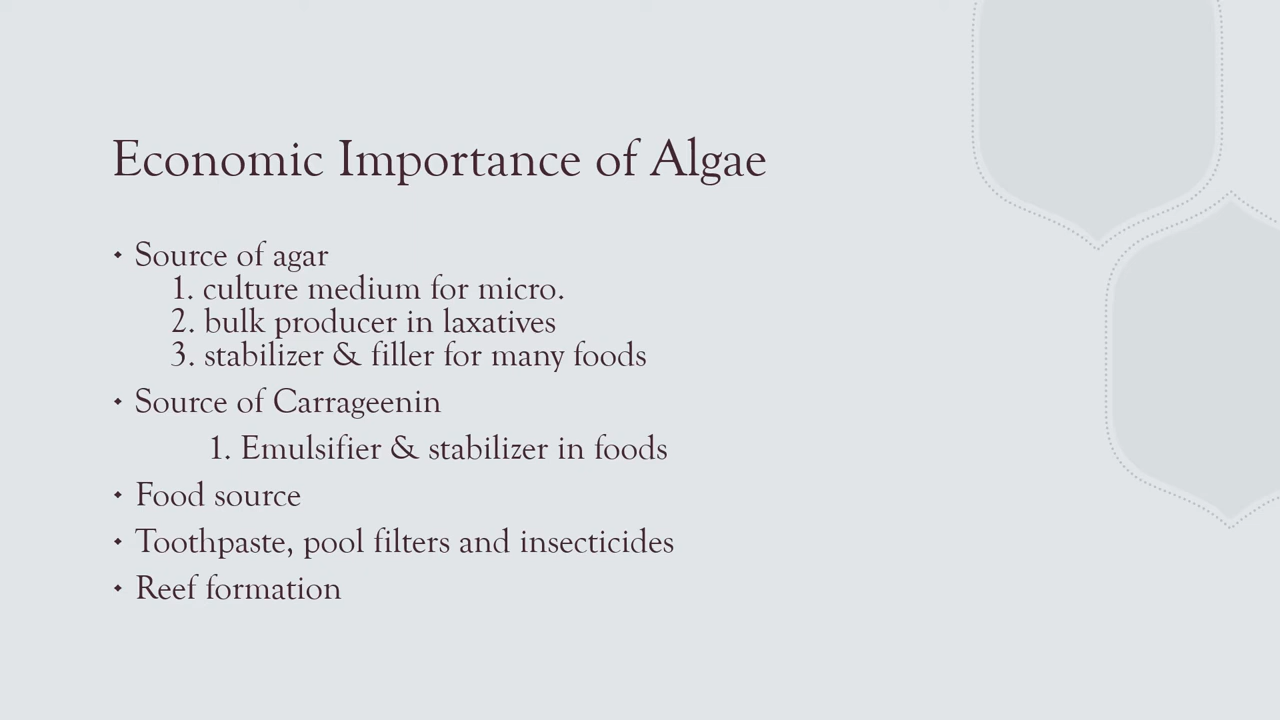 Economic Importance of Algae
• Source of agar
1. culture medium for micro.
2. bulk producer in laxatives
3. stabilizer & filler for many foods
• Source of Carrageenin
1. Emulsifier & stabilizer in foods
• Food source
• Toothpaste, pool filters and insecticides
• Reef formation